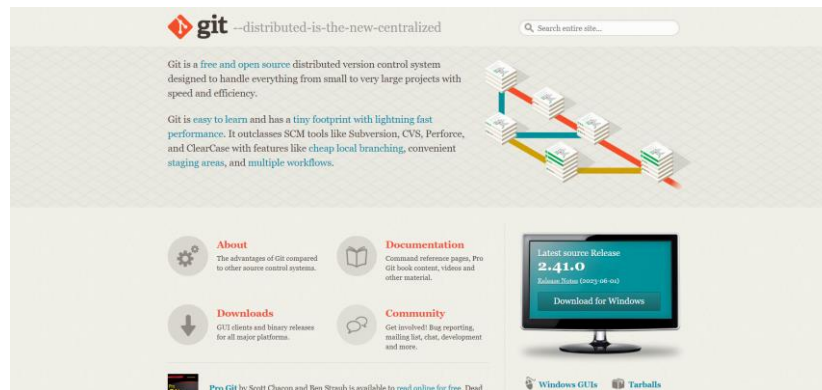 git --distributed-is-the-new-centralized
Search entire site...
Git is a free and open source distributed version control system
designed to handle everything from small to very large projects with
speed and efficiency.
Git is easy to learn and has a tiny footprint with lightning fast
performance. It outclasses SCM tools like Subversion, CVS, Perforce,
and ClearCase with features like cheap local branching, convenient
staging areas, and multiple workflows.
About
The advantages of Git compared
to other source control systems.
Documentation
Command reference pages, Pro
Git book content, videos and
other material.
Downloads
GUI clients and binary releases
for all major platforms.
Community
Get involved! Bug reporting,
mailing list, chat, development
and more.
Latest source Release
2.41.0
Release Notes (2023-06-01)
Download for Windows
Pro Git by Scott Chacon and Ben Straub is available to read online for free. Dead
Windows GUIs
Tarballs